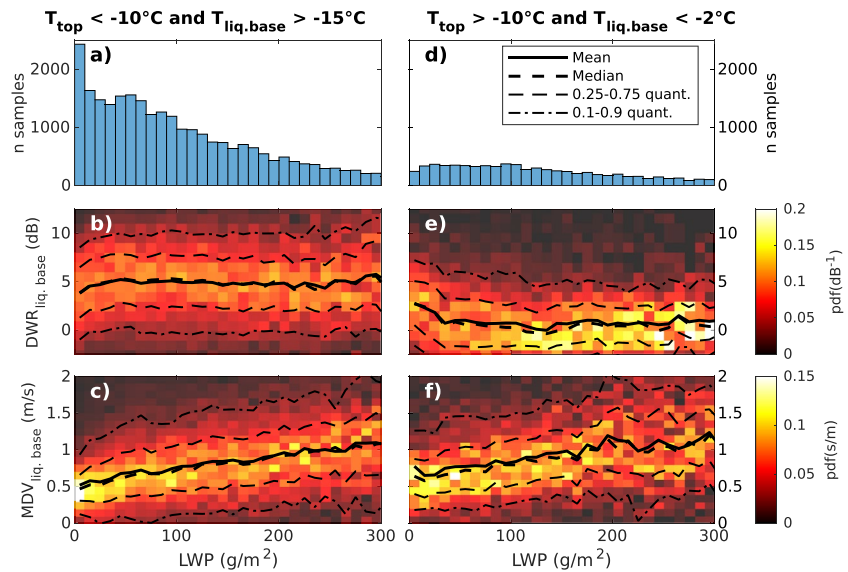 T_top < -10°C and T_liq.base > -15°C
T_top > -10°C and T_liq.base < -2°C
a)
n samples
2000
1000
0
d)
Mean
Median
0.25-0.75 quant.
0.1-0.9 quant.
2000
1000
0
n samples
b)
DWR_liq. base (dB)
10
5
0
e)
10
5
0
0.2
0.15
0.1
0.05
0
pdf(dB⁻¹)
c)
MDV_liq. base (m/s)
2
1.5
1
0.5
0
0
100
200
300
LWP (g/m²)
f)
2
1.5
1
0.5
0
0
100
200
300
LWP (g/m²)
0.15
0.1
0.05
0
pdf(s/m)